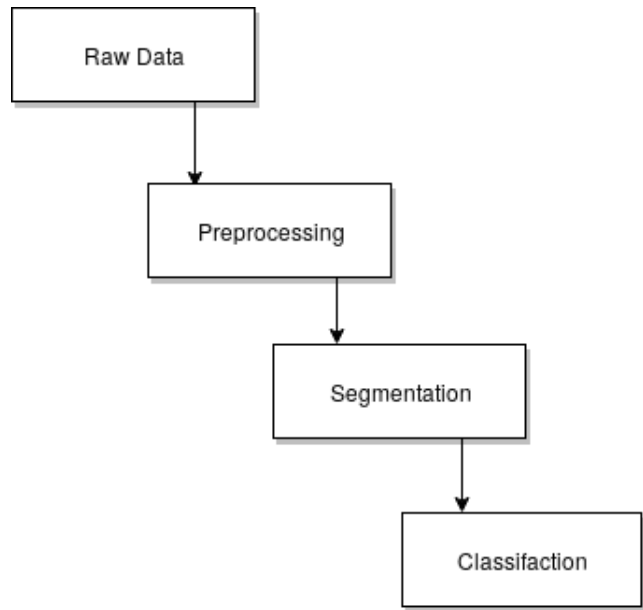 Raw Data
Preprocessing
Segmentation
Classifaction